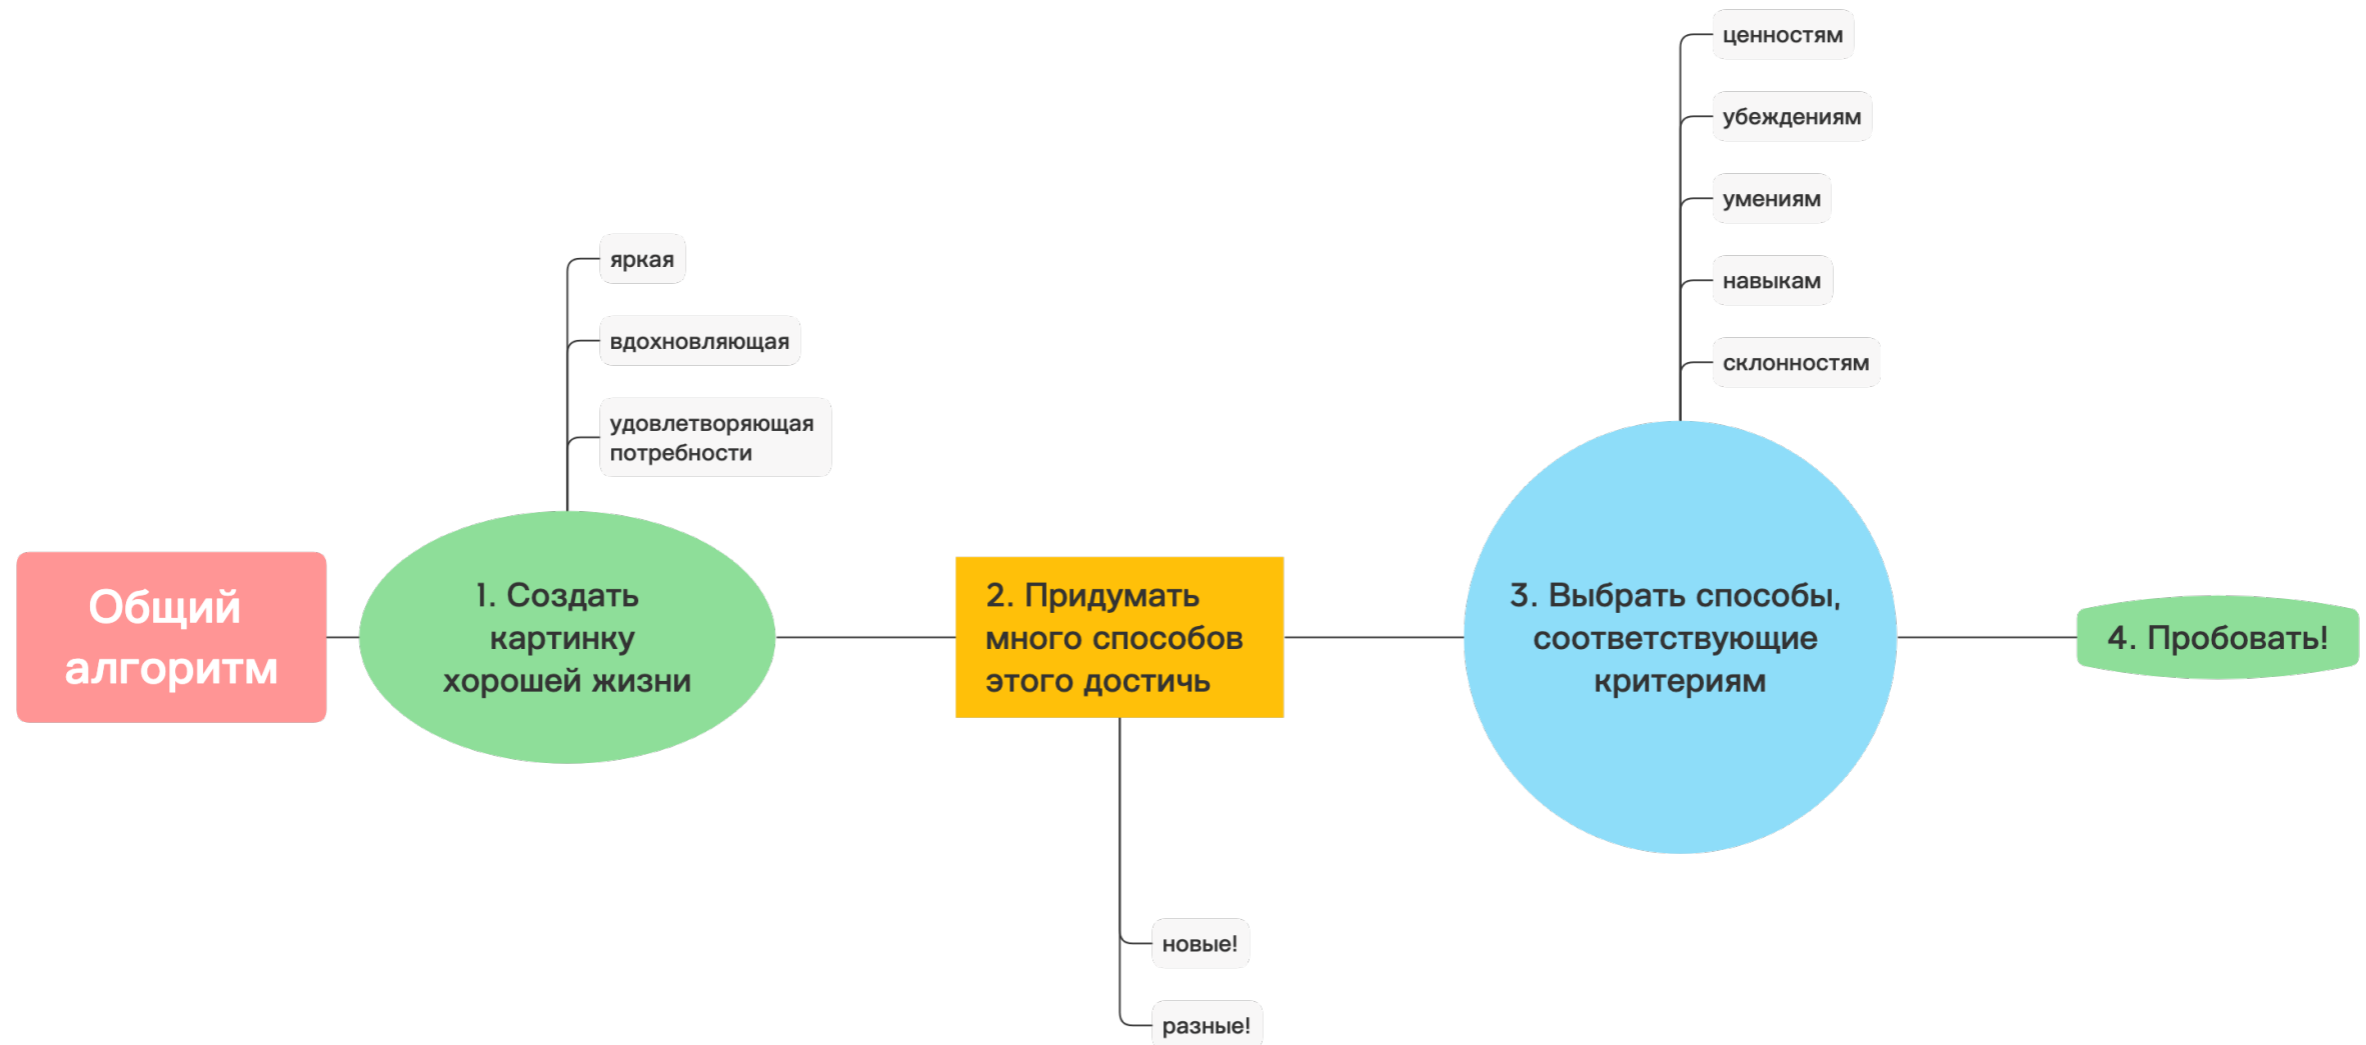 Общий
алгоритм
1. Создать
картинку
хорошей жизни
яркая
вдохновляющая
удовлетворяющая
потребности
2. Придумать
много способов
этого достичь
новые!
разные!
3. Выбрать способы,
соответствующие
критериям
ценностям
убеждениям
умениям
навыкам
склонностям
4. Пробовать!